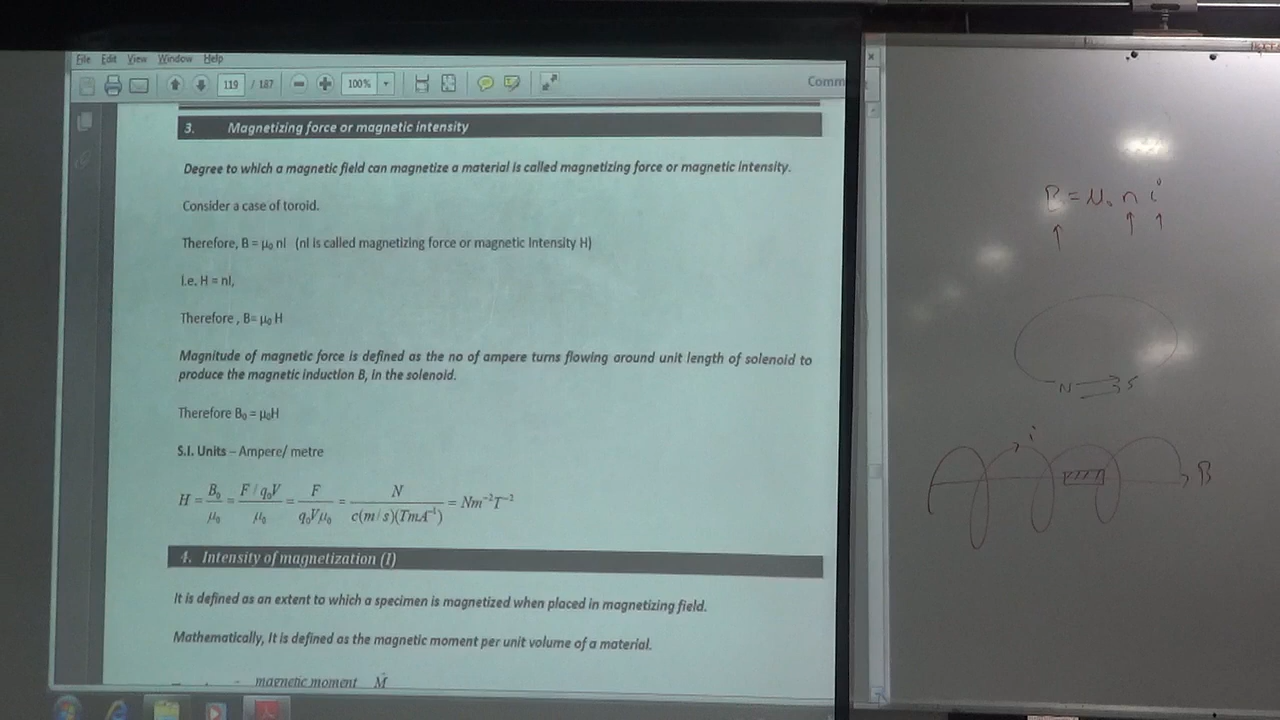 File Edit View Window Help
119 / 187 100% Comm
3. Magnetizing force or magnetic intensity
Degree to which a magnetic field can magnetize a material is called magnetizing force or magnetic intensity.
Consider a case of toroid.
Therefore, B = μ₀ nI (nI is called magnetizing force or magnetic Intensity H)
i.e. H = nI,
Therefore , B= μ₀ H
Magnitude of magnetic force is defined as the no of ampere turns flowing around unit length of solenoid to
produce the magnetic induction B, in the solenoid.
Therefore B₀ = μ₀H
S.I. Units – Ampere/ metre
H = B₀/μ₀ = (F / q₀V)/μ₀ = F/(q₀Vμ₀) = N/(c(m/s)(TmA⁻¹)) = Nm⁻²T⁻²
4. Intensity of magnetization (I)
It is defined as an extent to which a specimen is magnetized when placed in magnetizing field.
Mathematically, It is defined as the magnetic moment per unit volume of a material.
magnetic moment M
B = μ₀ n i
N S
i
B